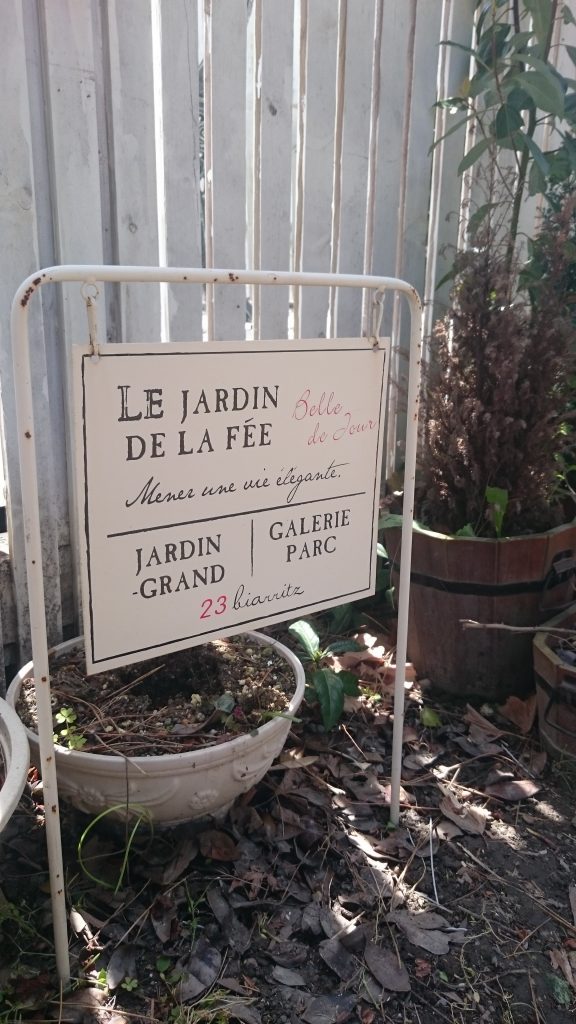 LE JARDIN
DE LA FÉE
Belle
de Jour
Mener une vie élégante.
JARDIN
-GRAND
GALERIE
PARC
23 biarritz